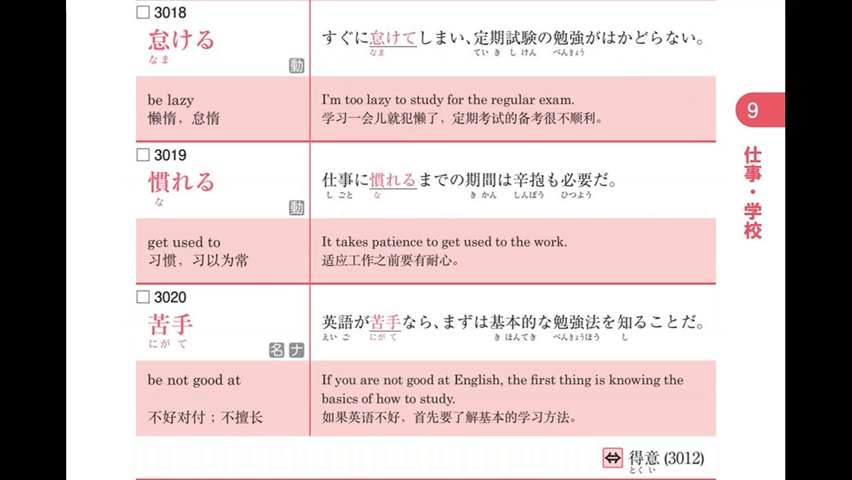 □ 3018
怠ける
なま
動
すぐに怠けてしまい、定期試験の勉強がはかどらない。
なま ていきしけん べんきょう
be lazy
懒惰，怠惰
I'm too lazy to study for the regular exam.
学习一会儿就犯懒了，定期考试的备考很不顺利。
□ 3019
慣れる
な
動
仕事に慣れるまでの期間は辛抱も必要だ。
しごと な きかん しんぼう ひつよう
get used to
习惯，习以为常
It takes patience to get used to the work.
适应工作之前要有耐心。
□ 3020
苦手
にがて
名 ナ
英語が苦手なら、まずは基本的な勉強法を知ることだ。
えいご にがて きほんてき べんきょうほう し
be not good at
不好对付；不擅长
If you are not good at English, the first thing is knowing the
basics of how to study.
如果英语不好，首先要了解基本的学习方法。
⇔ 得意 (3012)
とくい
9
仕事・学校